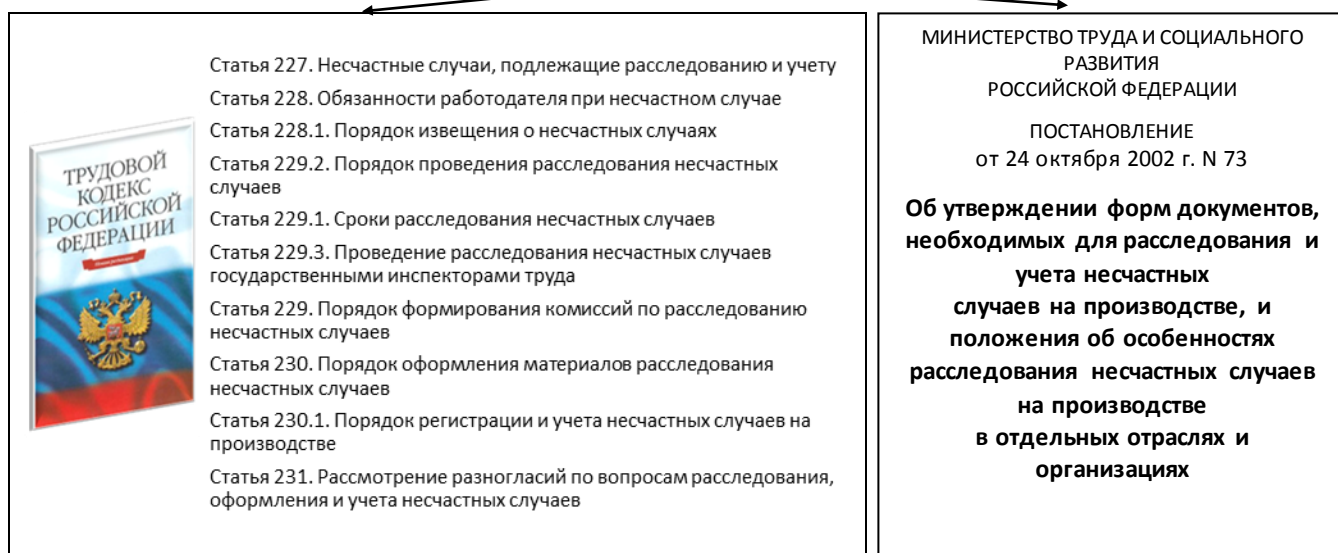 Статья 227. Несчастные случаи, подлежащие расследованию и учету
Статья 228. Обязанности работодателя при несчастном случае
Статья 228.1. Порядок извещения о несчастных случаях
Статья 229.2. Порядок проведения расследования несчастных
случаев
Статья 229.1. Сроки расследования несчастных случаев
Статья 229.3. Проведение расследования несчастных случаев
государственными инспекторами труда
Статья 229. Порядок формирования комиссий по расследованию
несчастных случаев
Статья 230. Порядок оформления материалов расследования
несчастных случаев
Статья 230.1. Порядок регистрации и учета несчастных случаев на
производстве
Статья 231. Рассмотрение разногласий по вопросам расследования,
оформления и учета несчастных случаев
ТРУДОВОЙ
КОДЕКС
РОССИЙСКОЙ
ФЕДЕРАЦИИ
МИНИСТЕРСТВО ТРУДА И СОЦИАЛЬНОГО
РАЗВИТИЯ
РОССИЙСКОЙ ФЕДЕРАЦИИ
ПОСТАНОВЛЕНИЕ
от 24 октября 2002 г. N 73
Об утверждении форм документов,
необходимых для расследования и
учета несчастных
случаев на производстве, и
положения об особенностях
расследования несчастных случаев
на производстве
в отдельных отраслях и
организациях